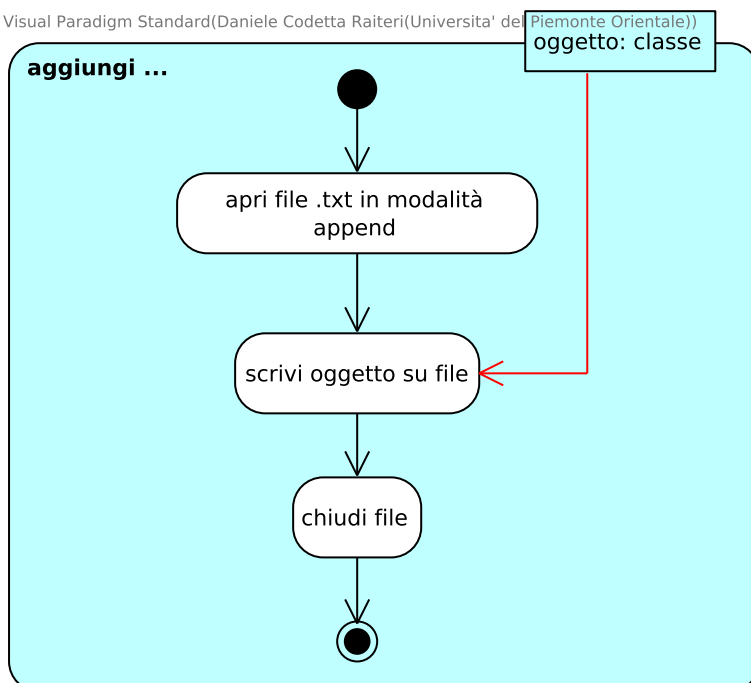 Visual Paradigm Standard(Daniele Codetta Raiteri(Universita' del Piemonte Orientale))
oggetto: classe
aggiungi ...
apri file .txt in modalità
append
scrivi oggetto su file
chiudi file